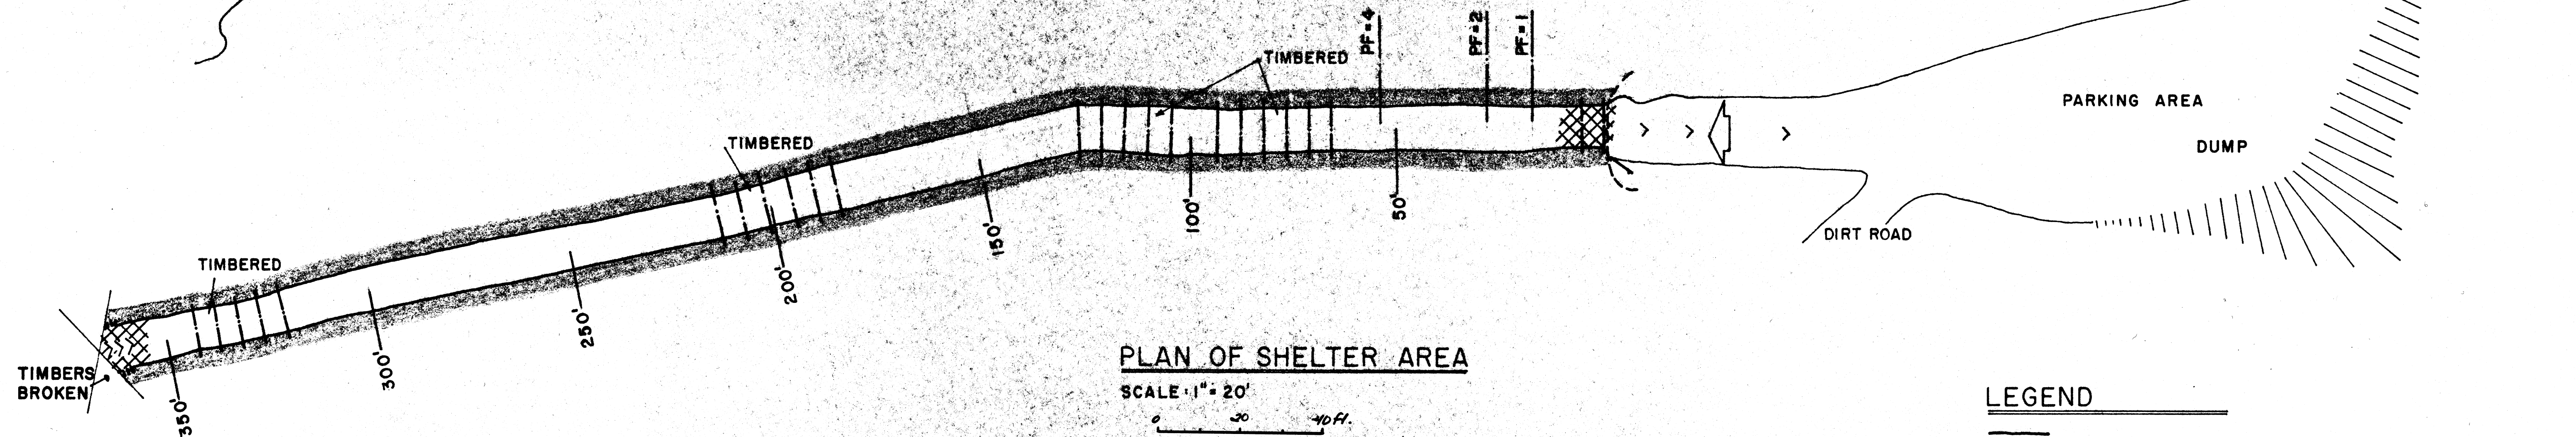 PF=4
PF=2
PF=1
TIMBERED
PARKING AREA
DUMP
TIMBERED
50'
100'
150'
DIRT ROAD
TIMBERED
200'
250'
300'
350'
TIMBERS
BROKEN
PLAN OF SHELTER AREA
SCALE: 1" = 20'
0 20 40 ft.
LEGEND